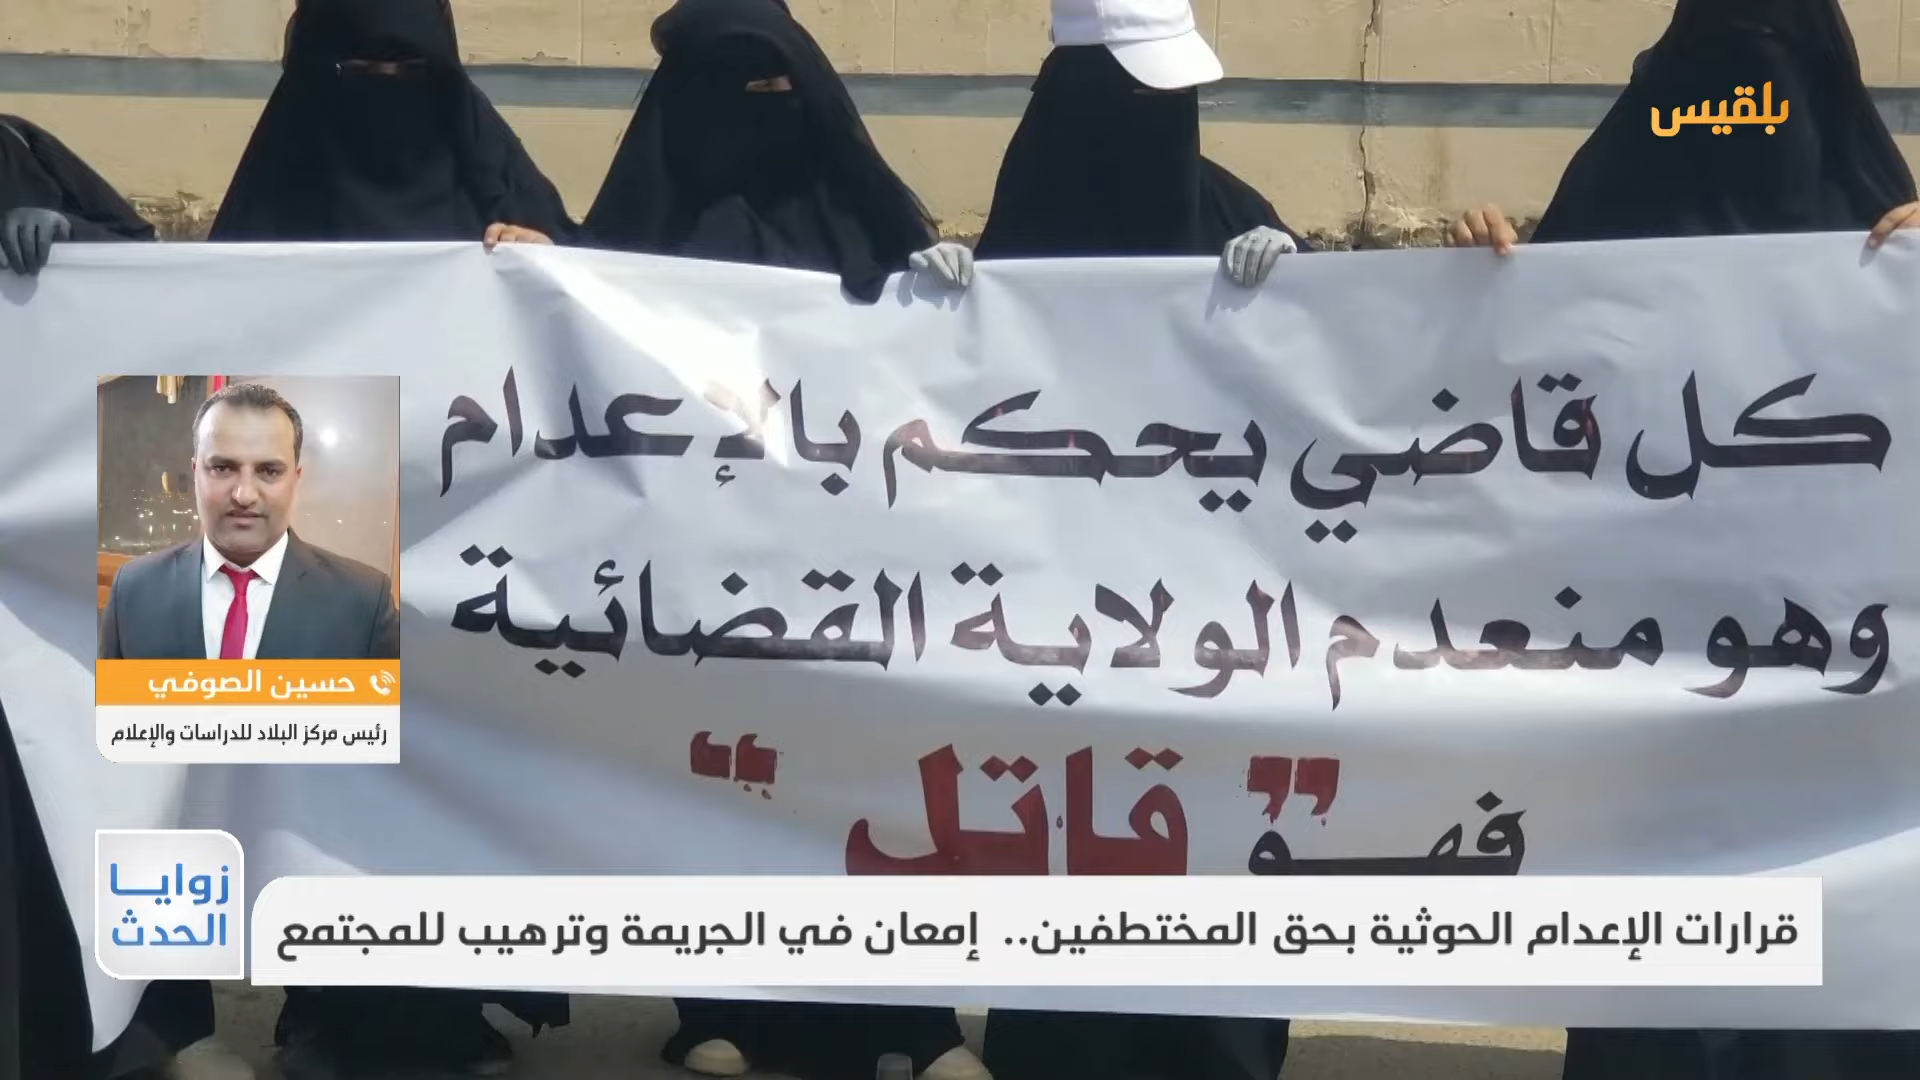 بلقيس
كل قاضي يحكم بالإعدام
وهو منعدم الولاية القضائية
فهو "قاتل"
حسين الصوفي
رئيس مركز البلاد للدراسات والإعلام
زوايا
الحدث
قرارات الإعدام الحوثية بحق المختطفين.. إمعان في الجريمة وترهيب للمجتمع